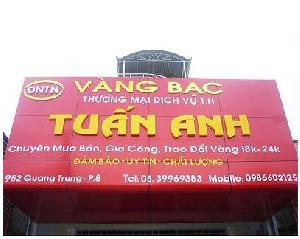 DNTN
VÀNG BẠC
THƯƠNG MẠI DỊCH VỤ T.H
TUẤN ANH
Chuyên Mua Bán, Gia Công, Trao Đổi Vàng 18k-24k
ĐẢM BẢO - UY TÍN - CHẤT LƯỢNG
962 Quang Trung - P.8 Tel: 08.39969383 Mobile: 0986602125